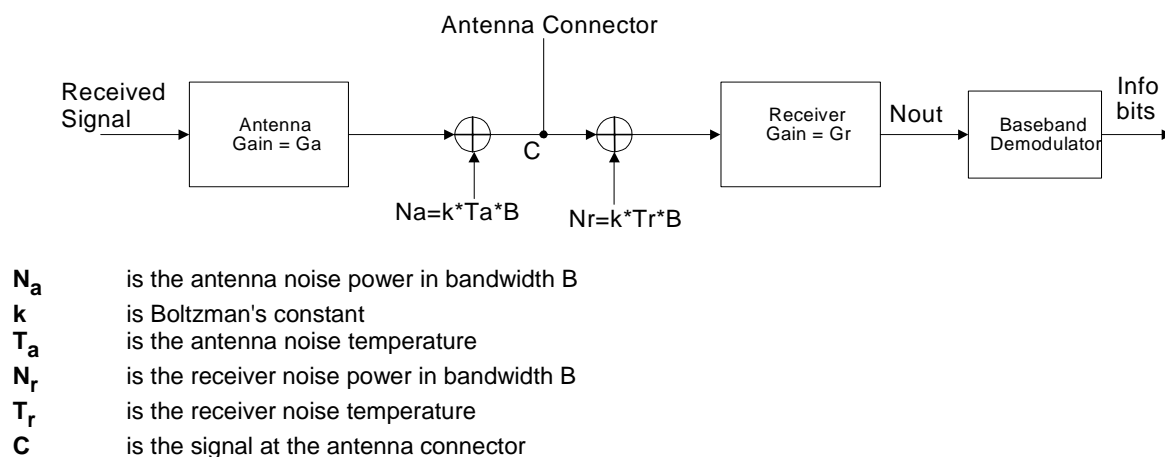 Antenna Connector
Received
Signal
Antenna
Gain = Ga
C
Receiver
Gain = Gr
Nout
Baseband
Demodulator
Info
bits
Na=k*Ta*B
Nr=k*Tr*B
Na is the antenna noise power in bandwidth B
k is Boltzman's constant
Ta is the antenna noise temperature
Nr is the receiver noise power in bandwidth B
Tr is the receiver noise temperature
C is the signal at the antenna connector